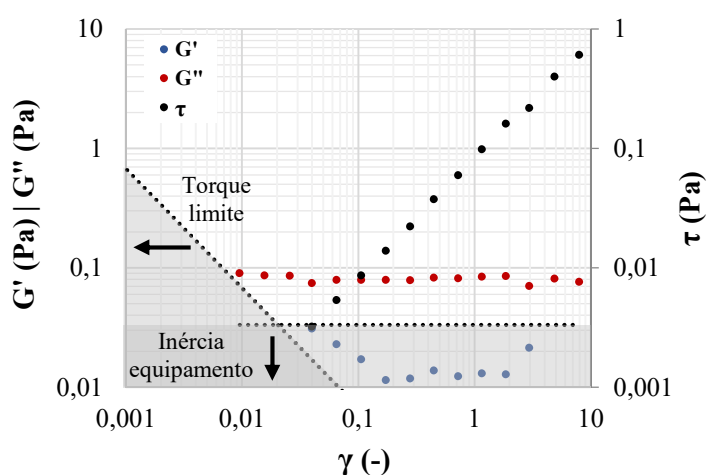 10
1
0,1
0,01
G' (Pa) | G'' (Pa)
G'
G''
τ
Torque
limite
Inércia
equipamento
1
0,1
0,01
0,001
τ (Pa)
0,001
0,01
0,1
1
10
γ (-)